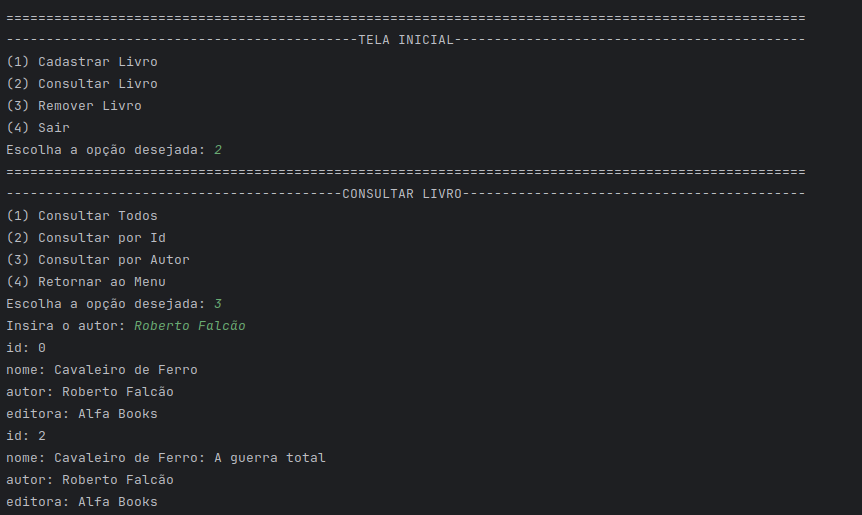 ====================================================================================================
--------------------------------------------TELA INICIAL--------------------------------------------
(1) Cadastrar Livro
(2) Consultar Livro
(3) Remover Livro
(4) Sair
Escolha a opção desejada: 2
====================================================================================================
------------------------------------------CONSULTAR LIVRO-------------------------------------------
(1) Consultar Todos
(2) Consultar por Id
(3) Consultar por Autor
(4) Retornar ao Menu
Escolha a opção desejada: 3
Insira o autor: Roberto Falcão
id: 0
nome: Cavaleiro de Ferro
autor: Roberto Falcão
editora: Alfa Books
id: 2
nome: Cavaleiro de Ferro: A guerra total
autor: Roberto Falcão
editora: Alfa Books